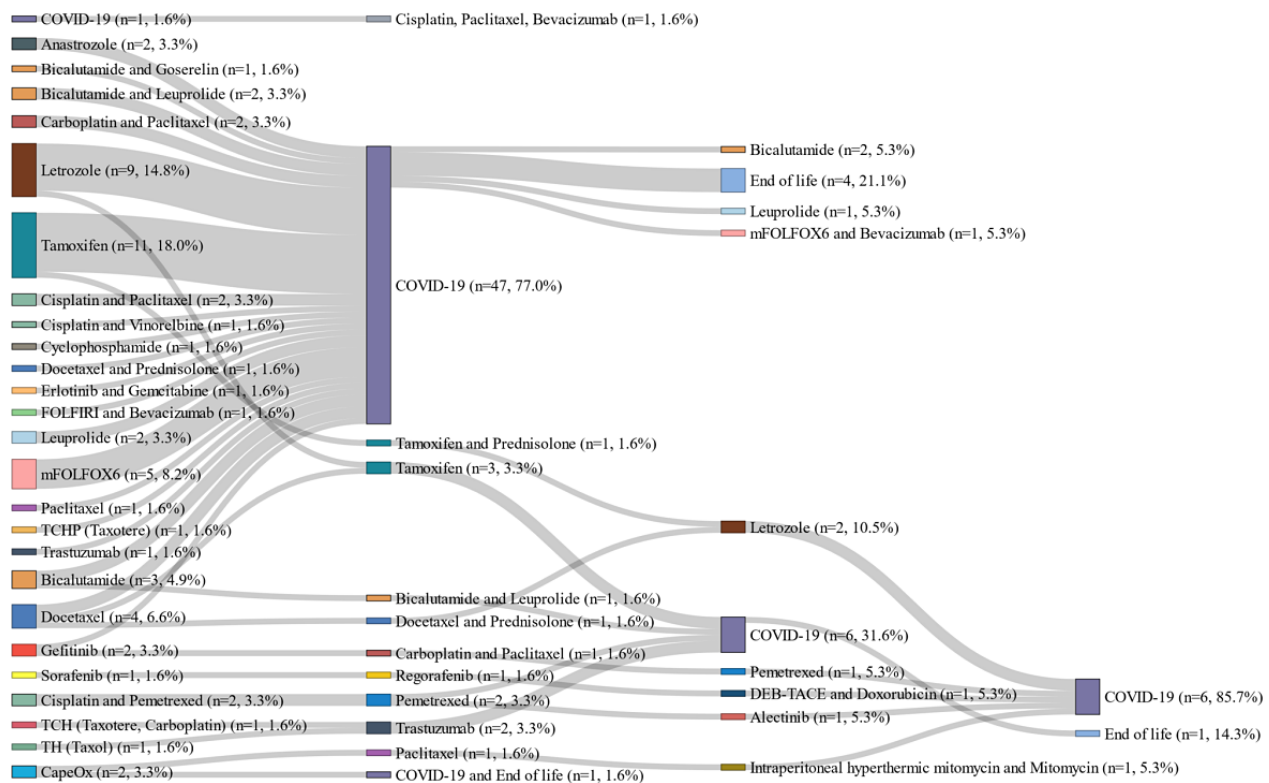 COVID-19 (n=1, 1.6%)
Anastrozole (n=2, 3.3%)
Bicalutamide and Goserelin (n=1, 1.6%)
Bicalutamide and Leuprolide (n=2, 3.3%)
Carboplatin and Paclitaxel (n=2, 3.3%)
Letrozole (n=9, 14.8%)
Tamoxifen (n=11, 18.0%)
Cisplatin and Paclitaxel (n=2, 3.3%)
Cisplatin and Vinorelbine (n=1, 1.6%)
Cyclophosphamide (n=1, 1.6%)
Docetaxel and Prednisolone (n=1, 1.6%)
Erlotinib and Gemcitabine (n=1, 1.6%)
FOLFIRI and Bevacizumab (n=1, 1.6%)
Leuprolide (n=2, 3.3%)
mFOLFOX6 (n=5, 8.2%)
Paclitaxel (n=1, 1.6%)
TCHP (Taxotere) (n=1, 1.6%)
Trastuzumab (n=1, 1.6%)
Bicalutamide (n=3, 4.9%)
Docetaxel (n=4, 6.6%)
Gefitinib (n=2, 3.3%)
Sorafenib (n=1, 1.6%)
Cisplatin and Pemetrexed (n=2, 3.3%)
TCH (Taxotere, Carboplatin) (n=1, 1.6%)
TH (Taxol) (n=1, 1.6%)
CapeOx (n=2, 3.3%)
Cisplatin, Paclitaxel, Bevacizumab (n=1, 1.6%)
COVID-19 (n=47, 77.0%)
Tamoxifen and Prednisolone (n=1, 1.6%)
Tamoxifen (n=3, 3.3%)
Bicalutamide and Leuprolide (n=1, 1.6%)
Docetaxel and Prednisolone (n=1, 1.6%)
Carboplatin and Paclitaxel (n=1, 1.6%)
Regorafenib (n=1, 1.6%)
Pemetrexed (n=2, 3.3%)
Trastuzumab (n=2, 3.3%)
Paclitaxel (n=1, 1.6%)
COVID-19 and End of life (n=1, 1.6%)
Bicalutamide (n=2, 5.3%)
End of life (n=4, 21.1%)
Leuprolide (n=1, 5.3%)
mFOLFOX6 and Bevacizumab (n=1, 5.3%)
Letrozole (n=2, 10.5%)
COVID-19 (n=6, 31.6%)
Pemetrexed (n=1, 5.3%)
DEB-TACE and Doxorubicin (n=1, 5.3%)
Alectinib (n=1, 5.3%)
Intraperitoneal hyperthermic mitomycin and Mitomycin (n=1, 5.3%)
COVID-19 (n=6, 85.7%)
End of life (n=1, 14.3%)